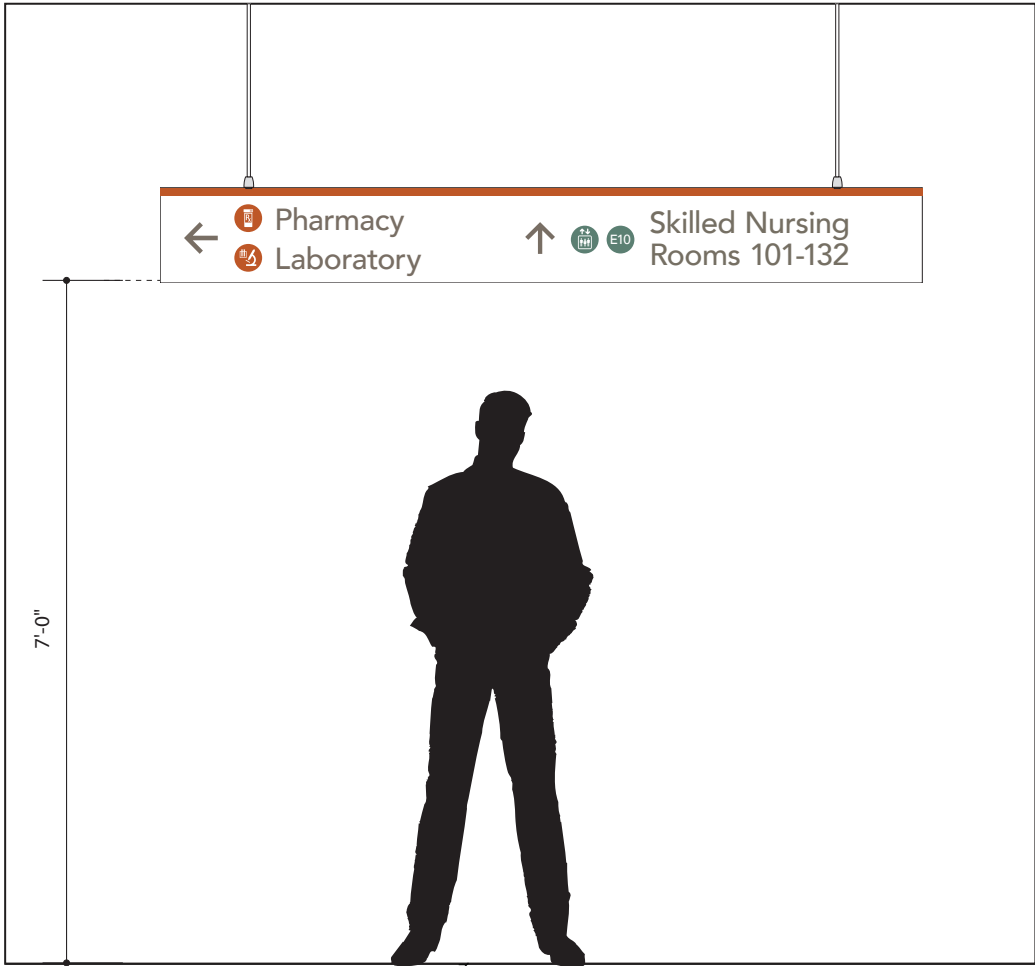 Pharmacy
Laboratory
E10
Skilled Nursing
Rooms 101-132
7'-0"